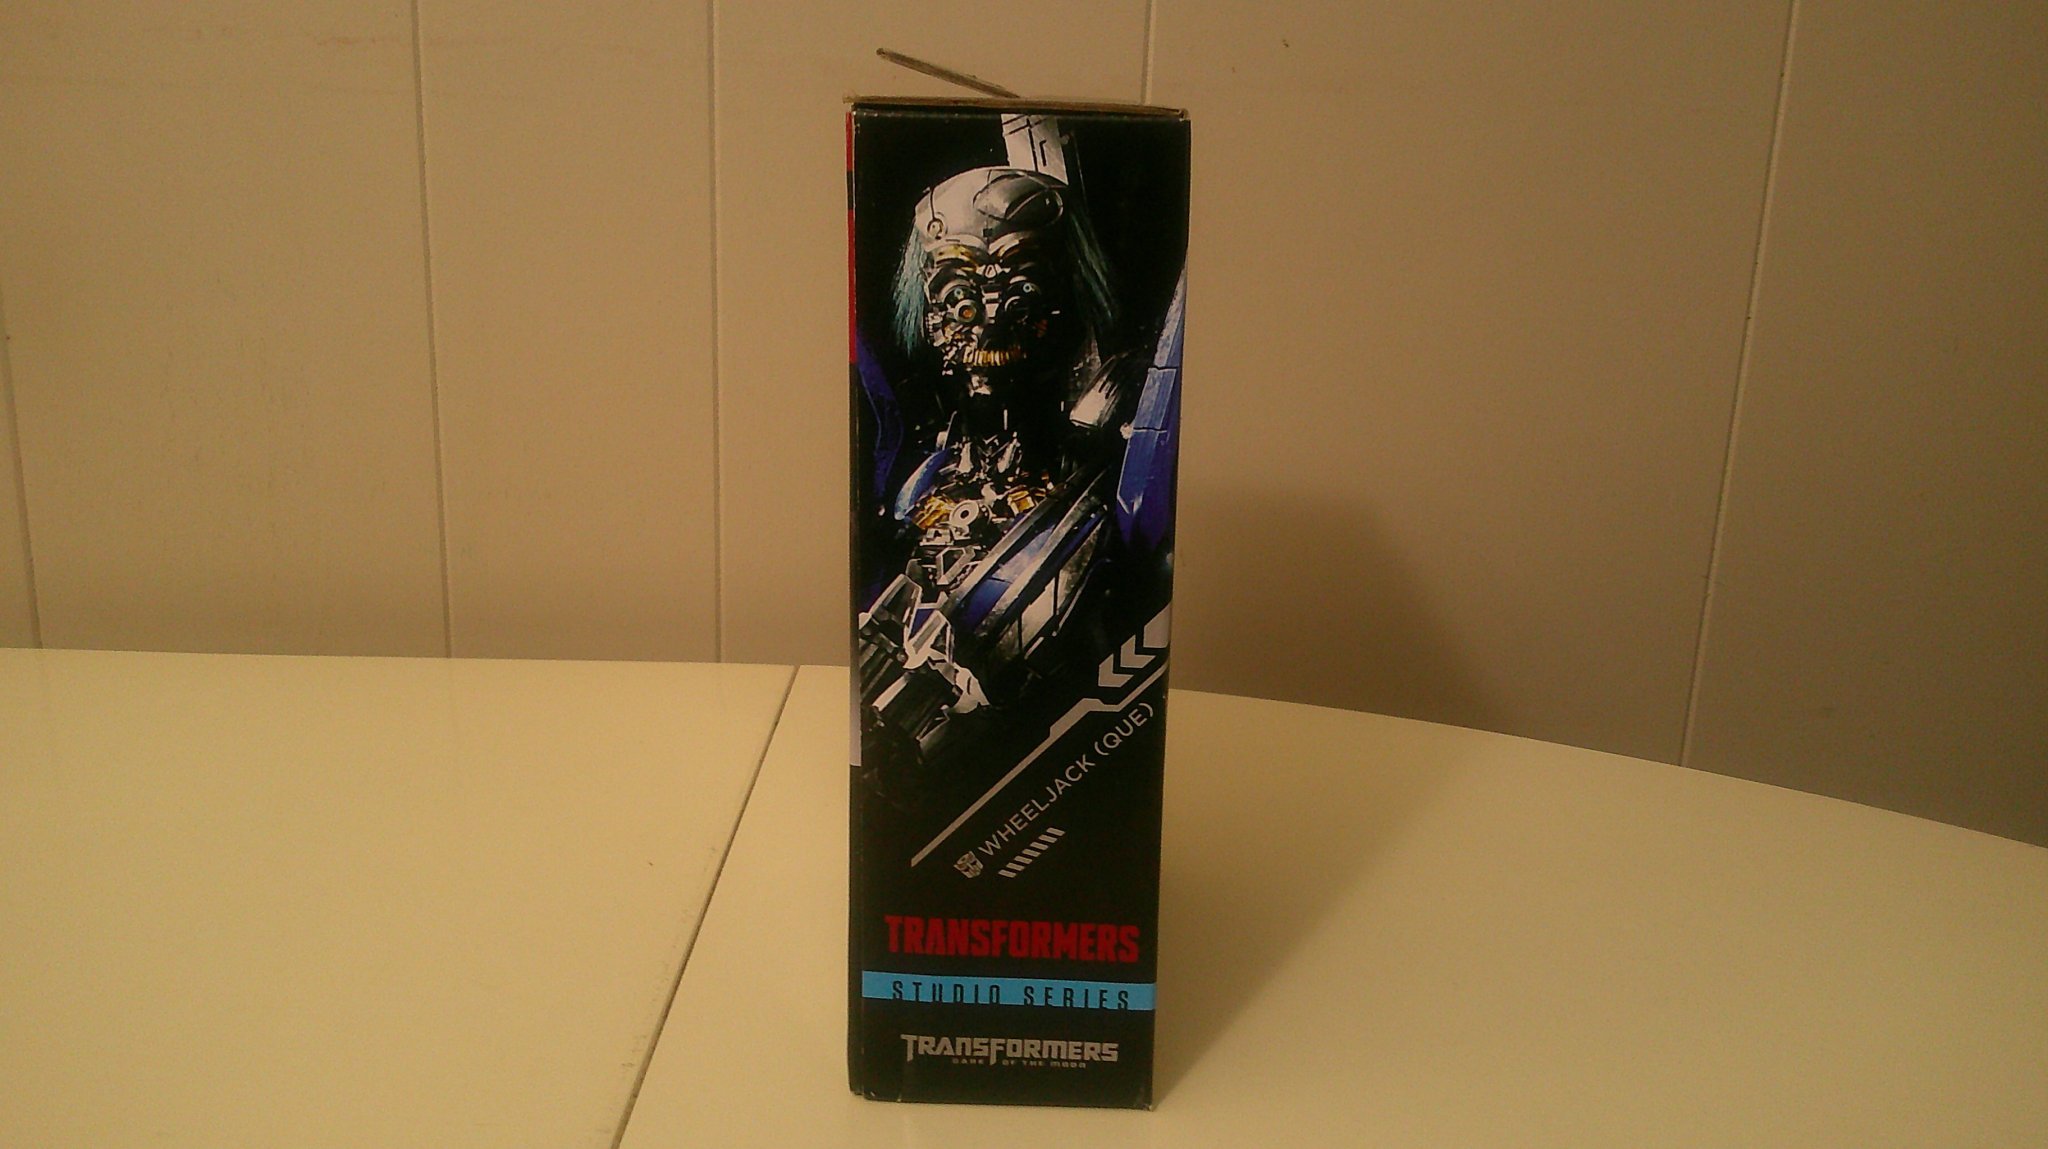 WHEELJACK (QUE)
TRANSFORMERS
STUDIO SERIES
TRANSFORMERS
DARK OF THE MOON